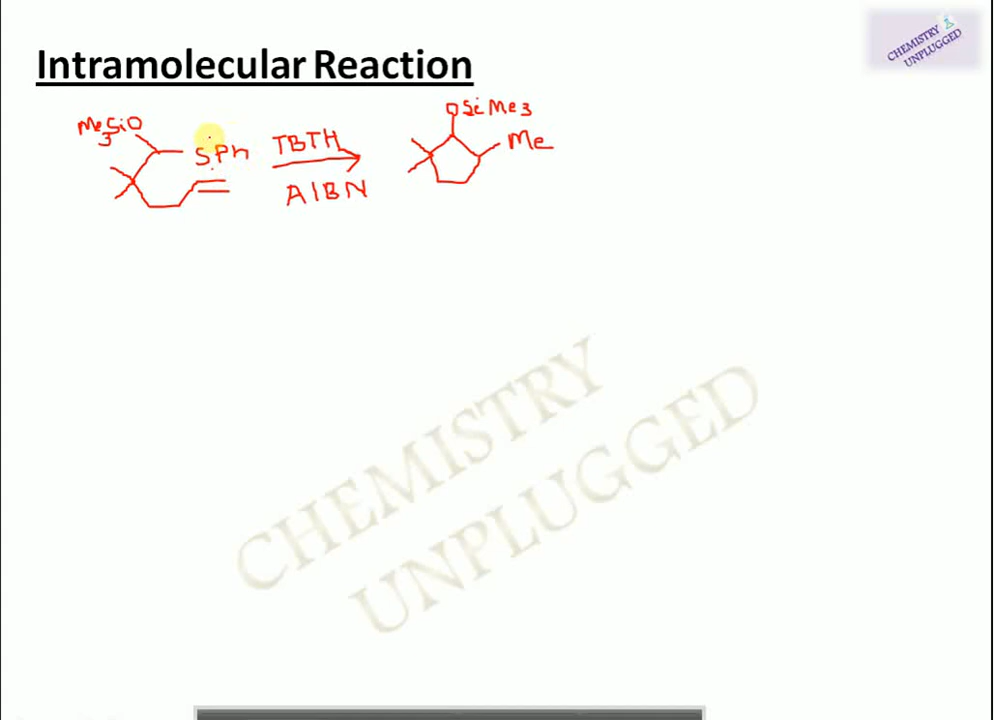 CHEMISTRY
UNPLUGGED
Intramolecular Reaction
Me3SiO
SPh
TBTH
AIBN
OSiMe3
Me
CHEMISTRY
UNPLUGGED